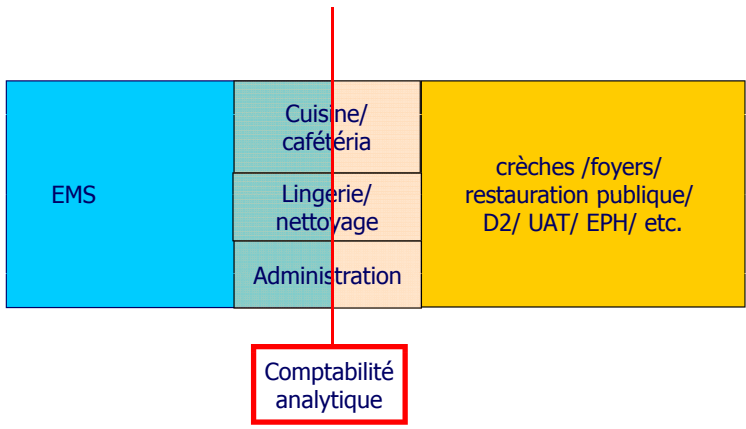 EMS
Cuisine/
cafétéria
Lingerie/
nettoyage
Administration
crèches /foyers/
restauration publique/
D2/ UAT/ EPH/ etc.
Comptabilité
analytique